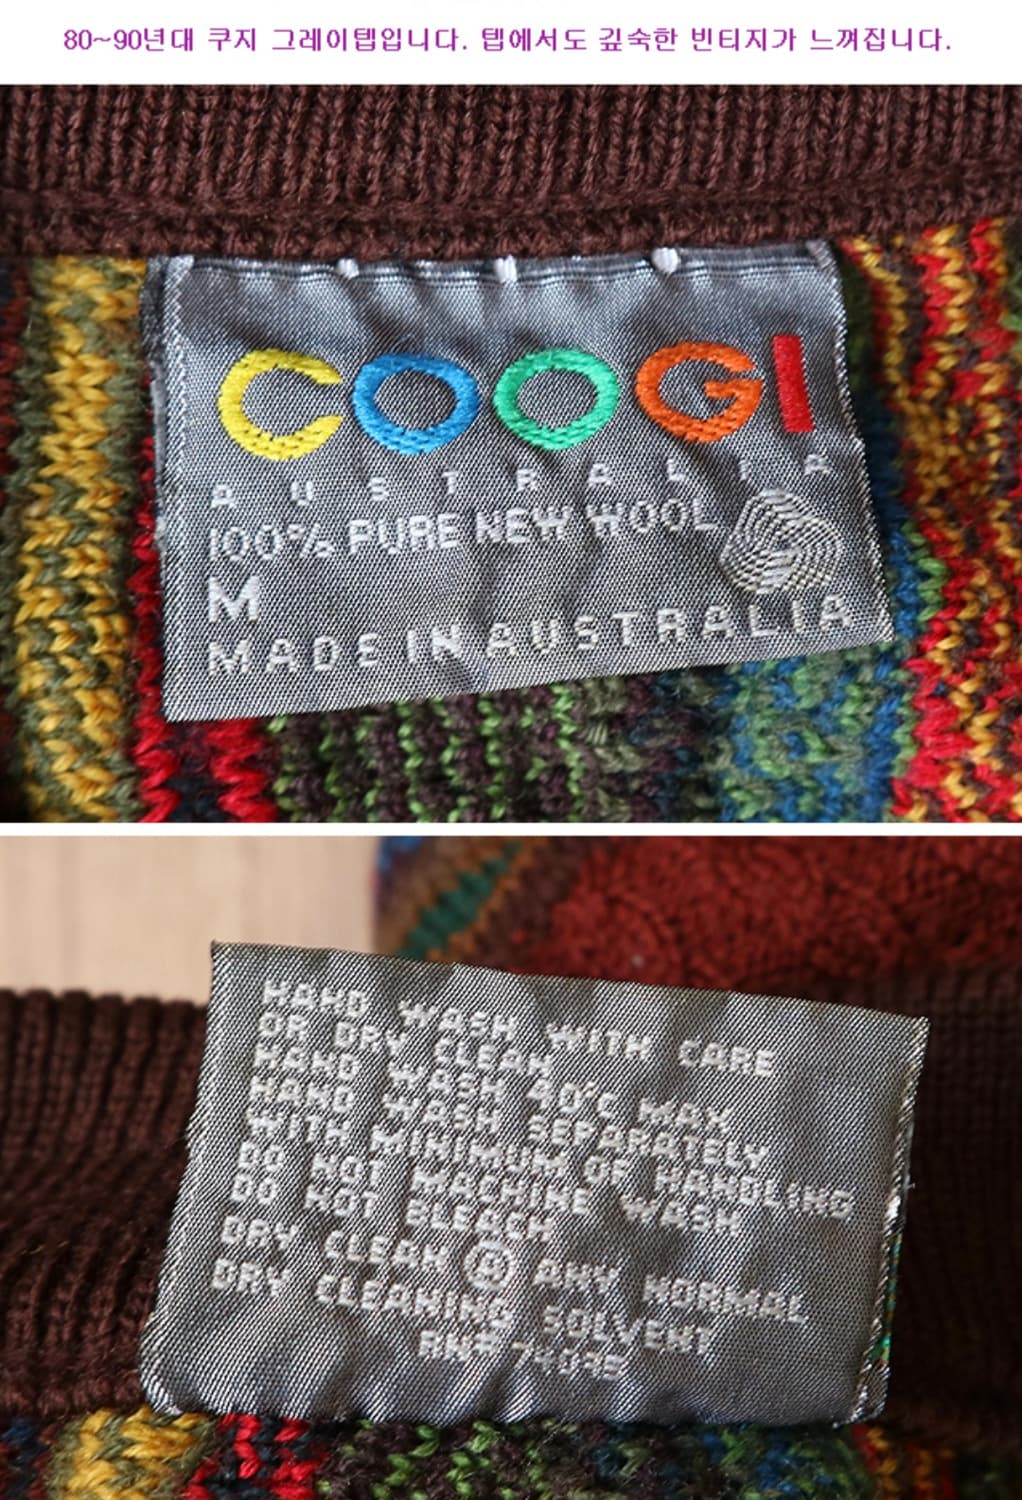 80~90년대 쿠지 그레이텝입니다. 텝에서도 깊숙한 빈티지가 느껴집니다.
COOGI
AUSTRALIA
100% PURE NEW WOOL
M
MADE IN AUSTRALIA
HAND WASH WITH CARE
OR DRY CLEAN
HAND WASH 40°C MAX
HAND WASH SEPARATELY
WITH MINIMUM OF HANDLING
DO NOT MACHINE WASH
DO NOT BLEACH
DRY CLEAN Ⓐ ANY NORMAL
DRY CLEANING SOLVENT
RN#